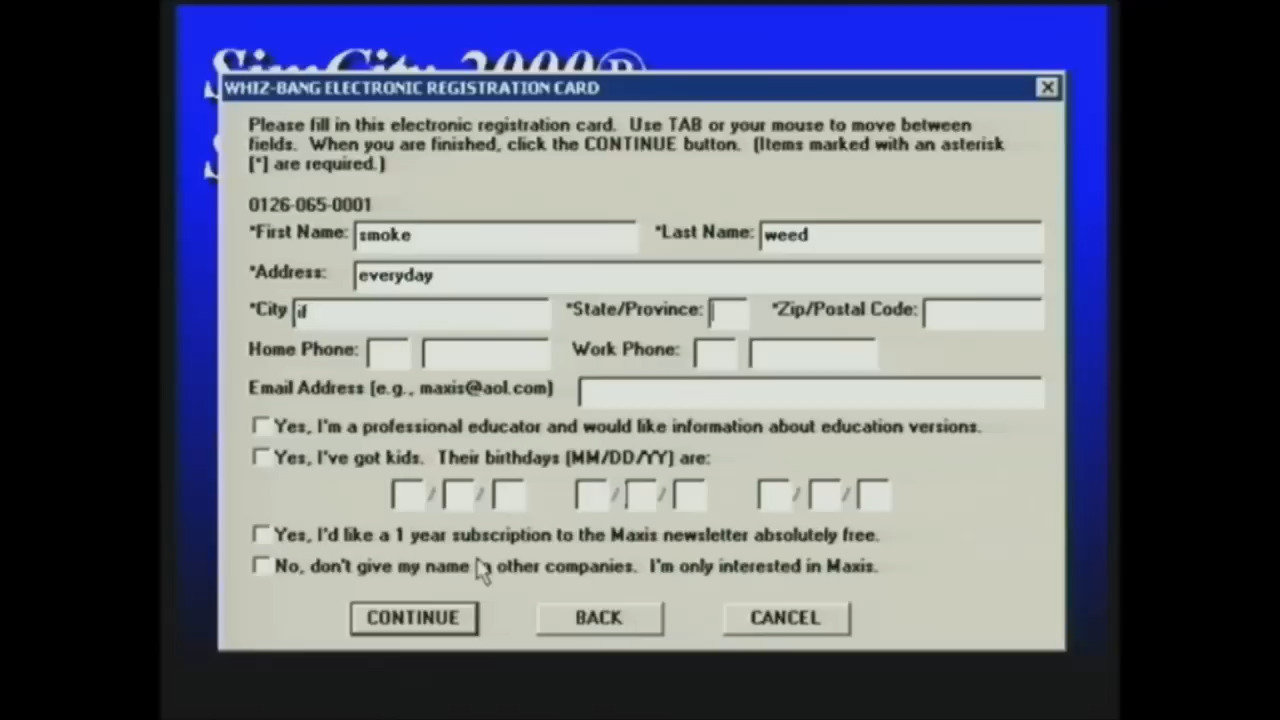 SimCity 2000®
WHIZ-BANG ELECTRONIC REGISTRATION CARD
Please fill in this electronic registration card. Use TAB or your mouse to move between
fields. When you are finished, click the CONTINUE button. (Items marked with an asterisk
(*) are required.)
0126-065-0001
*First Name: smoke *Last Name: weed
*Address: everyday
*City if *State/Province: *Zip/Postal Code:
Home Phone: Work Phone:
Email Address (e.g., maxis@aol.com)
Yes, I'm a professional educator and would like information about education versions.
Yes, I've got kids. Their birthdays (MM/DD/YY) are:
/ / / / / /
Yes, I'd like a 1 year subscription to the Maxis newsletter absolutely free.
No, don't give my name other companies. I'm only interested in Maxis.
CONTINUE BACK CANCEL